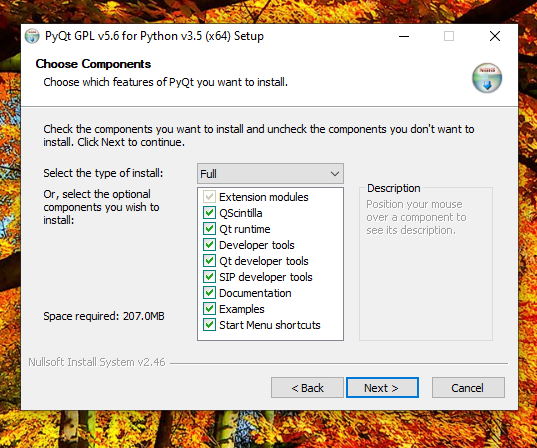 PyQt GPL v5.6 for Python v3.5 (x64) Setup
Choose Components
Choose which features of PyQt you want to install.
Check the components you want to install and uncheck the components you don't want to
install. Click Next to continue.
Select the type of install:
Full
Or, select the optional
components you wish to
install:
Extension modules
QScintilla
Qt runtime
Developer tools
Qt developer tools
SIP developer tools
Documentation
Examples
Start Menu shortcuts
Description
Position your mouse
over a component to
see its description.
Space required: 207.0MB
Nullsoft Install System v2.46
< Back
Next >
Cancel